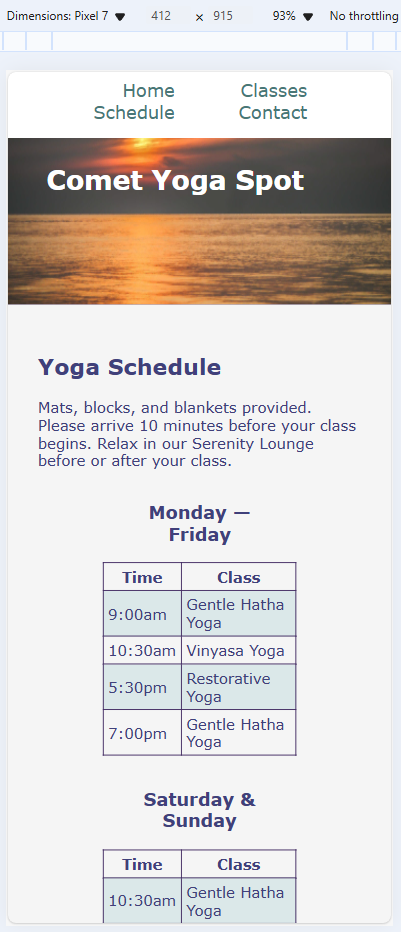 Dimensions: Pixel 7 ▼ 412 × 915 93% ▼ No throttling
Home Classes
Schedule Contact
Comet Yoga Spot
Yoga Schedule
Mats, blocks, and blankets provided.
Please arrive 10 minutes before your class
begins. Relax in our Serenity Lounge
before or after your class.
Monday —
Friday
Time Class
9:00am Gentle Hatha
Yoga
10:30am Vinyasa Yoga
5:30pm Restorative
Yoga
7:00pm Gentle Hatha
Yoga
Saturday &
Sunday
Time Class
10:30am Gentle Hatha
Yoga